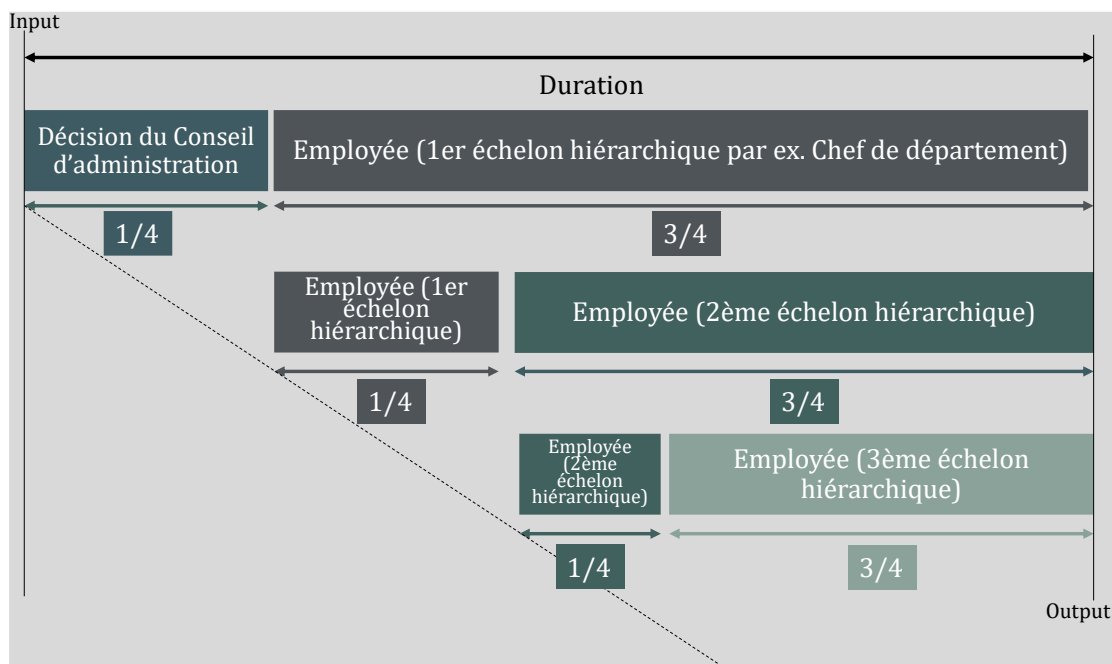 Input
Duration
Décision du Conseil
d'administration
Employée (1er échelon hiérarchique par ex. Chef de département)
1/4
3/4
Employée (1er
échelon
hiérarchique)
Employée (2ème échelon hiérarchique)
1/4
3/4
Employée
(2ème
échelon
hiérarchique)
Employée (3ème échelon
hiérarchique)
1/4
3/4
Output